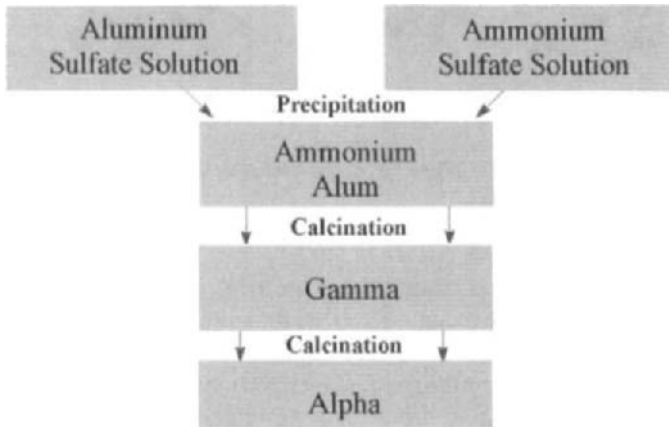 Aluminum
Sulfate Solution
Ammonium
Sulfate Solution
Precipitation
Ammonium
Alum
Calcination
Gamma
Calcination
Alpha